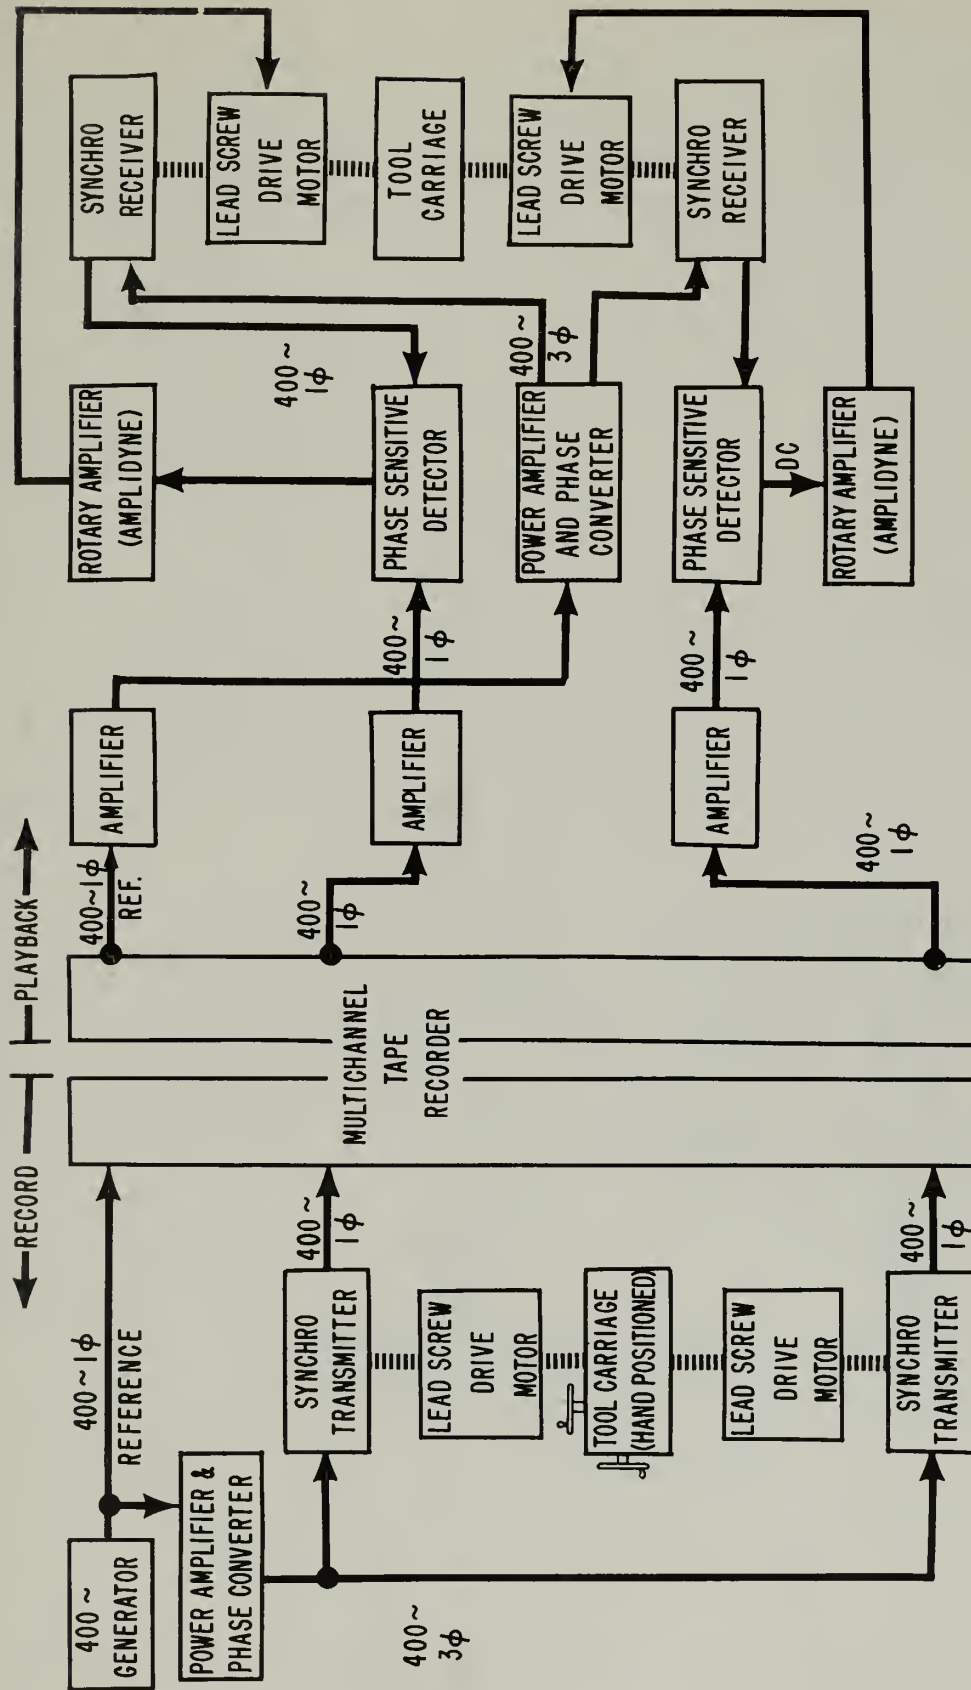 RECORD
PLAYBACK
400~
GENERATOR
400~1ϕ
REFERENCE
POWER AMPLIFIER &
PHASE CONVERTER
400~
3ϕ
SYNCHRO
TRANSMITTER
400~
1ϕ
LEAD SCREW
DRIVE
MOTOR
TOOL CARRIAGE
(HAND POSITIONED)
LEAD SCREW
DRIVE
MOTOR
SYNCHRO
TRANSMITTER
400~
1ϕ
MULTICHANNEL
TAPE
RECORDER
400~1ϕ
REF.
AMPLIFIER
400~
1ϕ
AMPLIFIER
400~
1ϕ
400~
1ϕ
AMPLIFIER
400~
1ϕ
ROTARY AMPLIFIER
(AMPLIDYNE)
PHASE SENSITIVE
DETECTOR
400~
1ϕ
POWER AMPLIFIER
AND PHASE
CONVERTER
400~
3ϕ
PHASE SENSITIVE
DETECTOR
DC
ROTARY AMPLIFIER
(AMPLIDYNE)
SYNCHRO
RECEIVER
LEAD SCREW
DRIVE
MOTOR
TOOL
CARRIAGE
LEAD SCREW
DRIVE
MOTOR
SYNCHRO
RECEIVER